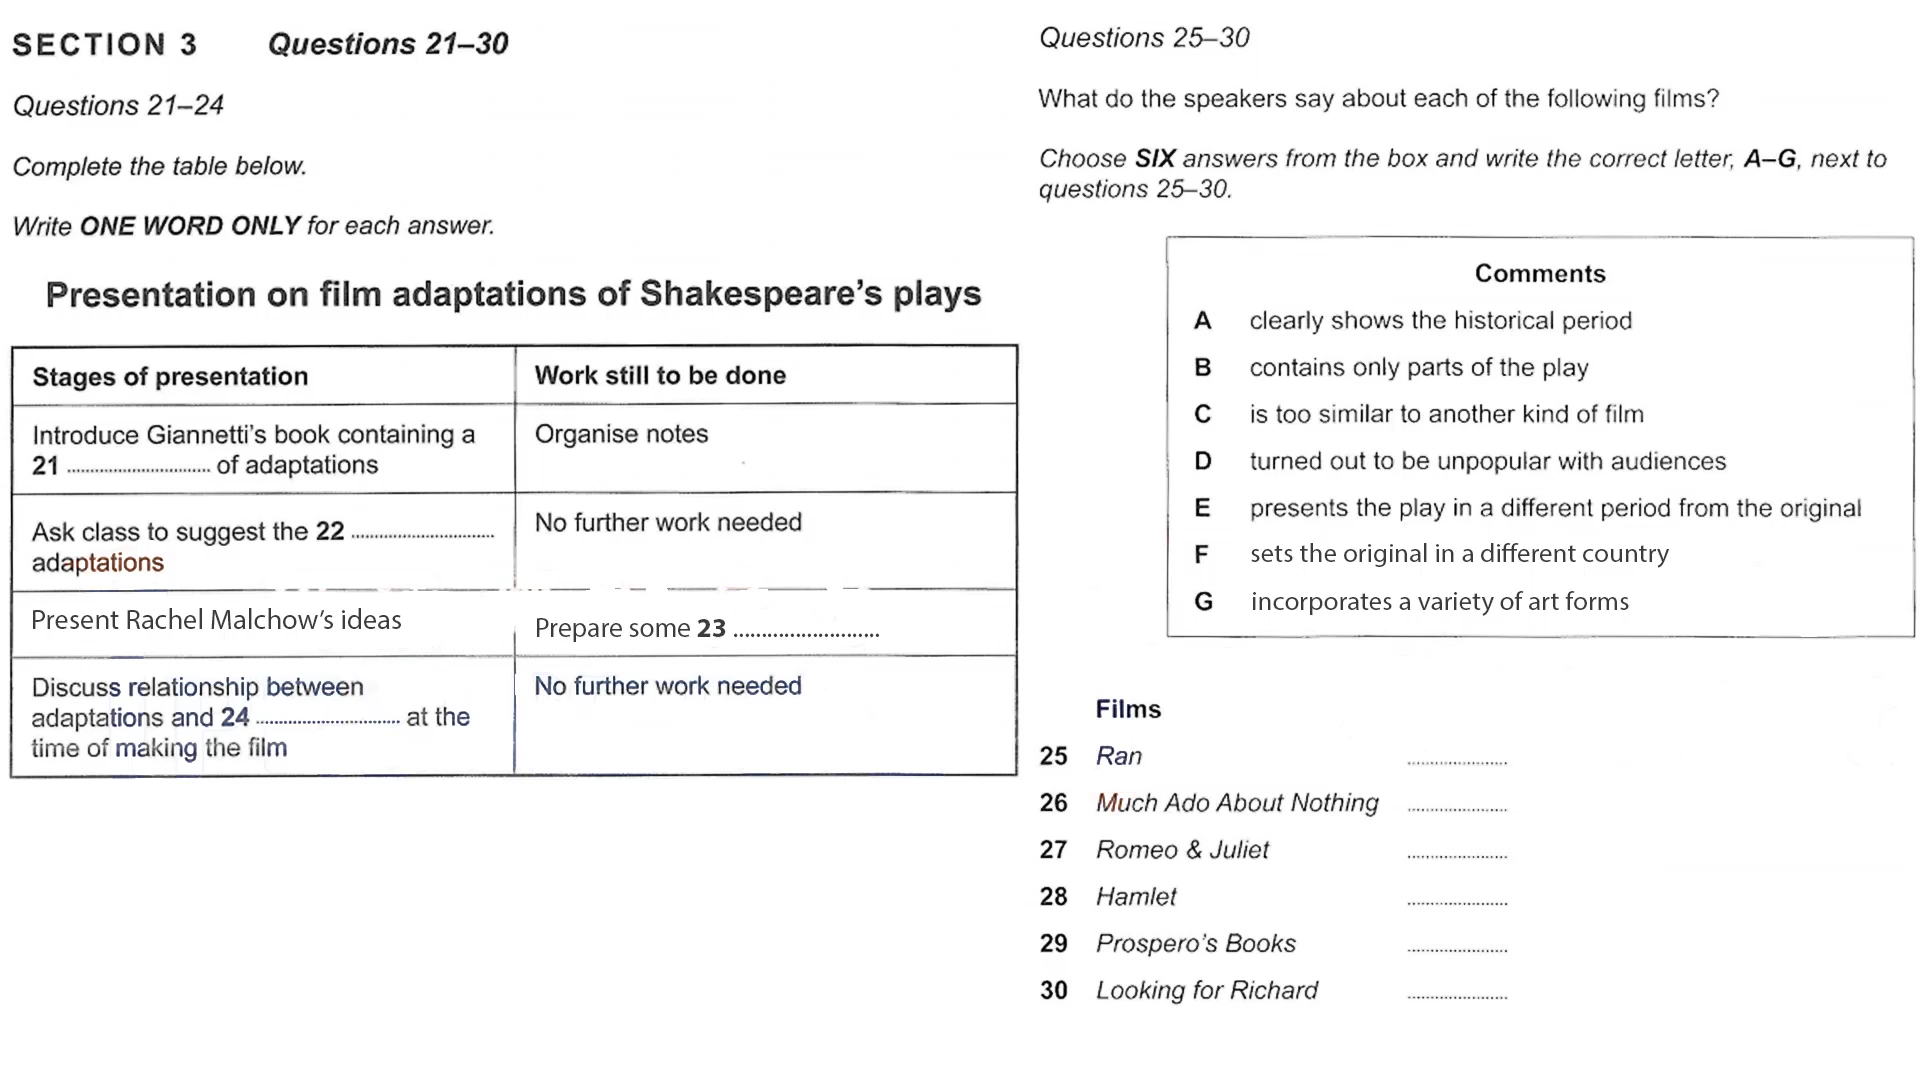 SECTION 3 Questions 21–30
Questions 21–24
Complete the table below.
Write ONE WORD ONLY for each answer.
Presentation on film adaptations of Shakespeare's plays
Stages of presentation
Work still to be done
Introduce Giannetti's book containing a
21 .............................. of adaptations
Organise notes
Ask class to suggest the 22 ..............................
adaptations
No further work needed
Present Rachel Malchow's ideas
Prepare some 23 ..........................
Discuss relationship between
adaptations and 24 .............................. at the
time of making the film
No further work needed
Questions 25–30
What do the speakers say about each of the following films?
Choose SIX answers from the box and write the correct letter, A–G, next to
questions 25–30.
Comments
A clearly shows the historical period
B contains only parts of the play
C is too similar to another kind of film
D turned out to be unpopular with audiences
E presents the play in a different period from the original
F sets the original in a different country
G incorporates a variety of art forms
Films
25 Ran ......................
26 Much Ado About Nothing ......................
27 Romeo & Juliet ......................
28 Hamlet ......................
29 Prospero's Books ......................
30 Looking for Richard ......................